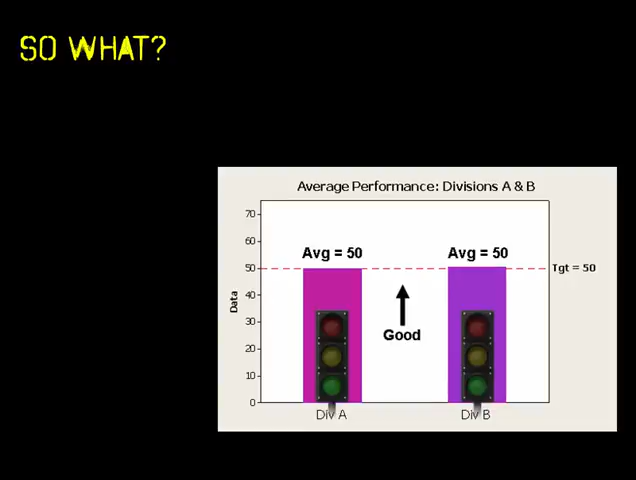 SO WHAT?
Average Performance: Divisions A & B
70
60
50
40
30
20
10
0
Data
Avg = 50
Avg = 50
Tgt = 50
Good
Div A
Div B